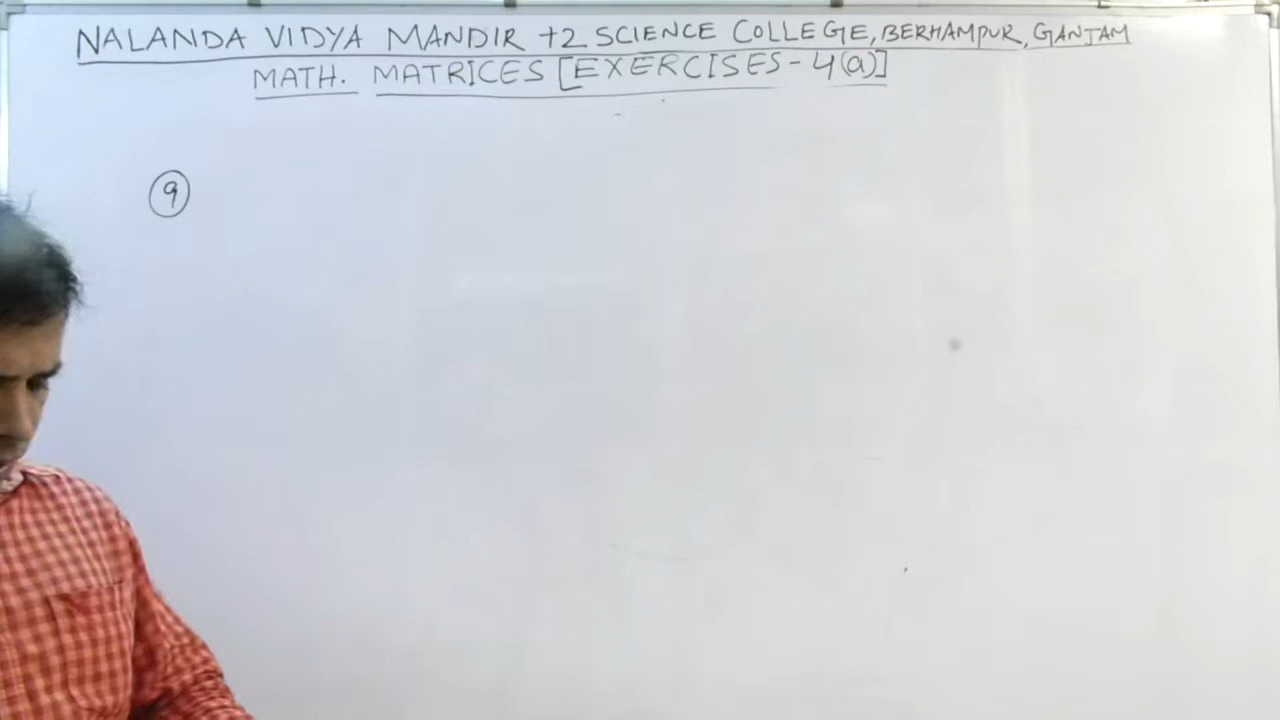 NALANDA VIDYA MANDIR +2 SCIENCE COLLEGE, BERHAMPUR, GANJAM
MATH. MATRICES [EXERCISES - 4(a)]
9